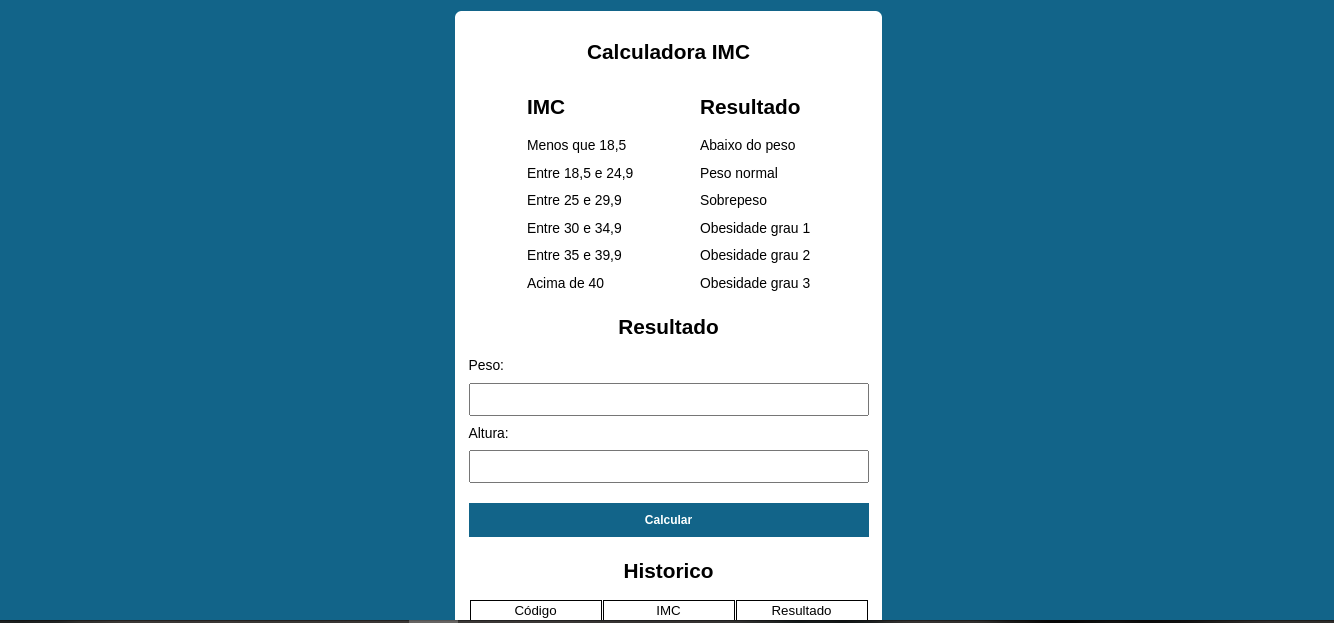 Calculadora IMC
IMC Resultado
Menos que 18,5 Abaixo do peso
Entre 18,5 e 24,9 Peso normal
Entre 25 e 29,9 Sobrepeso
Entre 30 e 34,9 Obesidade grau 1
Entre 35 e 39,9 Obesidade grau 2
Acima de 40 Obesidade grau 3
Resultado
Peso:
Altura:
Calcular
Historico
Código IMC Resultado